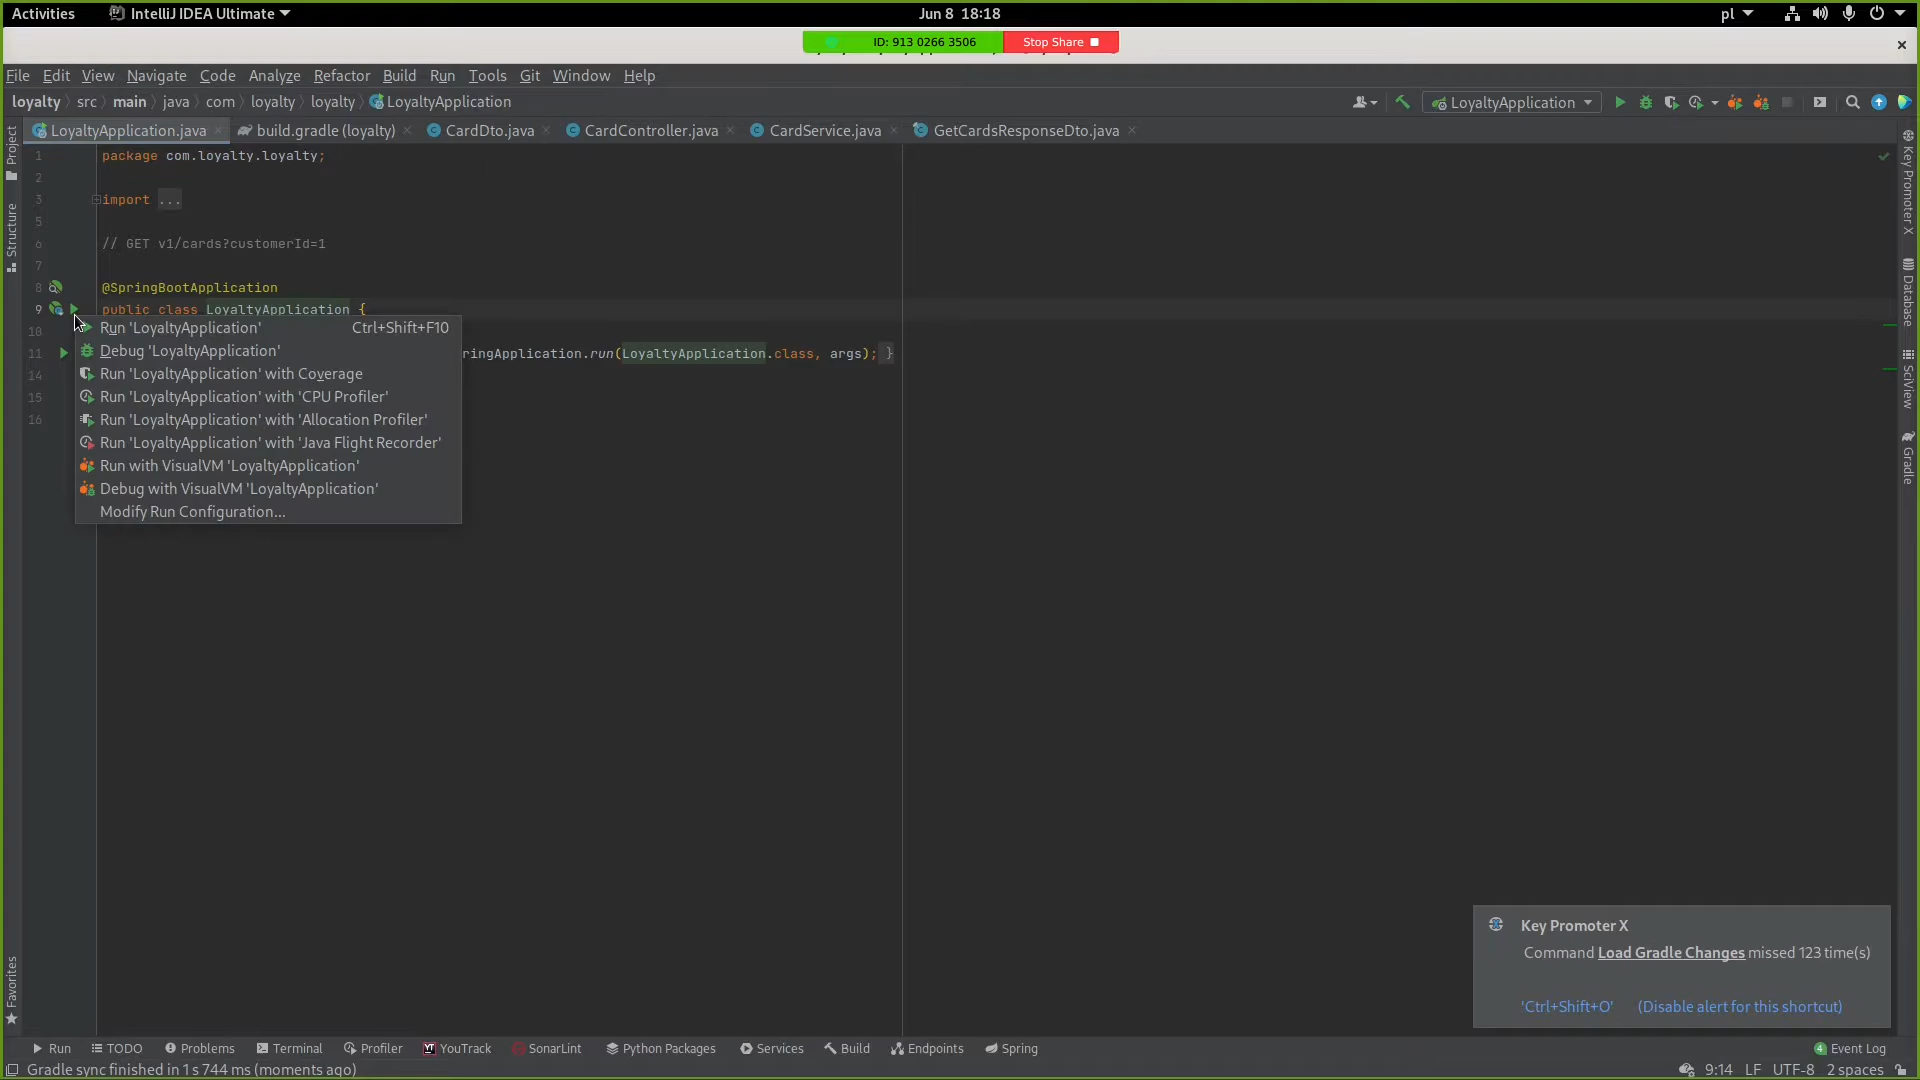 Activities
IntelliJ IDEA Ultimate
Jun 8 18:18
pl
ID: 913 0266 3506
Stop Share
File Edit View Navigate Code Analyze Refactor Build Run Tools Git Window Help
loyalty
src
main
java
com
loyalty
loyalty
LoyaltyApplication
LoyaltyApplication
LoyaltyApplication.java
build.gradle (loyalty)
CardDto.java
CardController.java
CardService.java
GetCardsResponseDto.java
Project
Structure
Favorites
1 package com.loyalty.loyalty;
2
3 import ...
5
6 // GET v1/cards?customerId=1
7
8 @SpringBootApplication
9 public class LoyaltyApplication {
10
11 ringApplication.run(LoyaltyApplication.class, args); }
14
15
16
Run 'LoyaltyApplication' Ctrl+Shift+F10
Debug 'LoyaltyApplication'
Run 'LoyaltyApplication' with Coverage
Run 'LoyaltyApplication' with 'CPU Profiler'
Run 'LoyaltyApplication' with 'Allocation Profiler'
Run 'LoyaltyApplication' with 'Java Flight Recorder'
Run with VisualVM 'LoyaltyApplication'
Debug with VisualVM 'LoyaltyApplication'
Modify Run Configuration...
Key Promoter X
Database
SciView
Gradle
Key Promoter X
Command Load Gradle Changes missed 123 time(s)
'Ctrl+Shift+O' (Disable alert for this shortcut)
Run
TODO
Problems
Terminal
Profiler
YouTrack
SonarLint
Python Packages
Services
Build
Endpoints
Spring
4 Event Log
Gradle sync finished in 1 s 744 ms (moments ago)
9:14 LF UTF-8 2 spaces